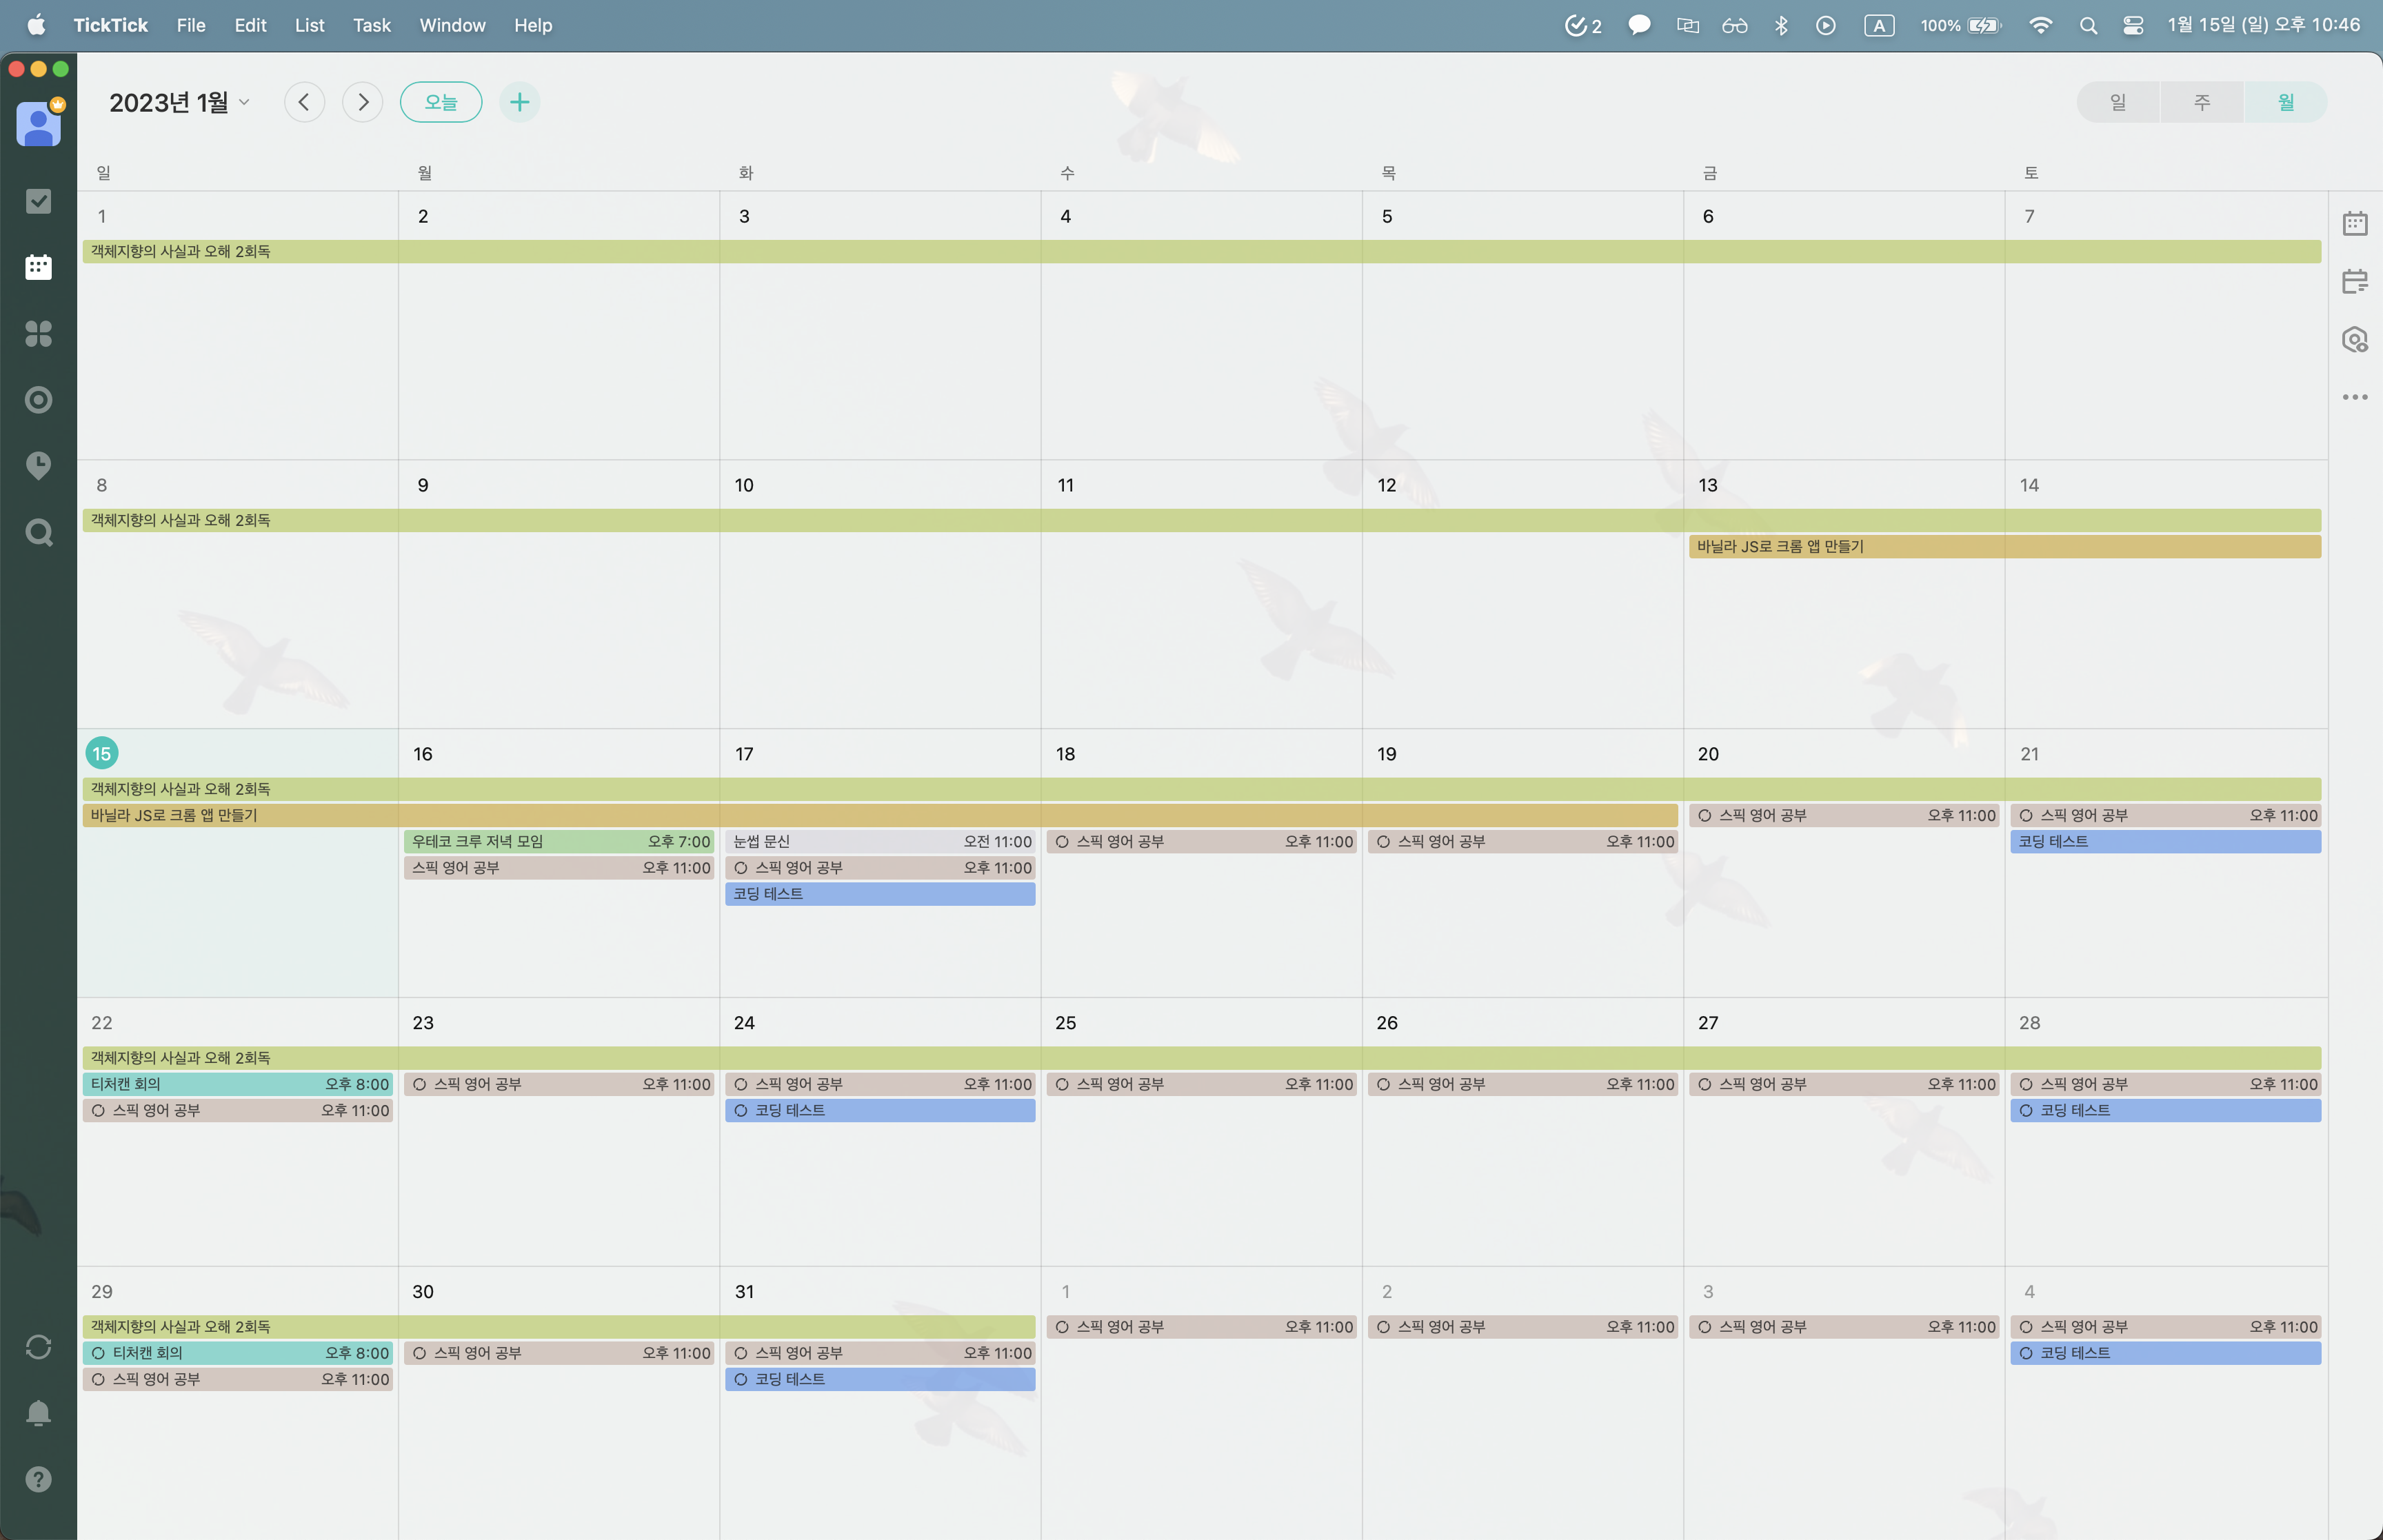 TickTick File Edit List Task Window Help 2 A 100% 1월 15일 (일) 오후 10:46
2023년 1월 오늘 일 주 월
일 월 화 수 목 금 토
1 2 3 4 5 6 7
객체지향의 사실과 오해 2회독
8 9 10 11 12 13 14
객체지향의 사실과 오해 2회독
바닐라 JS로 크롬 앱 만들기
15 16 17 18 19 20 21
객체지향의 사실과 오해 2회독
바닐라 JS로 크롬 앱 만들기 스픽 영어 공부 오후 11:00 스픽 영어 공부 오후 11:00
우테코 크루 저녁 모임 오후 7:00 눈썹 문신 오전 11:00 스픽 영어 공부 오후 11:00 스픽 영어 공부 오후 11:00 코딩 테스트
스픽 영어 공부 오후 11:00 스픽 영어 공부 오후 11:00
코딩 테스트
22 23 24 25 26 27 28
객체지향의 사실과 오해 2회독
티처캔 회의 오후 8:00 스픽 영어 공부 오후 11:00 스픽 영어 공부 오후 11:00 스픽 영어 공부 오후 11:00 스픽 영어 공부 오후 11:00 스픽 영어 공부 오후 11:00 스픽 영어 공부 오후 11:00
스픽 영어 공부 오후 11:00 코딩 테스트 코딩 테스트
29 30 31 1 2 3 4
객체지향의 사실과 오해 2회독 스픽 영어 공부 오후 11:00 스픽 영어 공부 오후 11:00 스픽 영어 공부 오후 11:00 스픽 영어 공부 오후 11:00
티처캔 회의 오후 8:00 스픽 영어 공부 오후 11:00 스픽 영어 공부 오후 11:00 코딩 테스트
스픽 영어 공부 오후 11:00 코딩 테스트